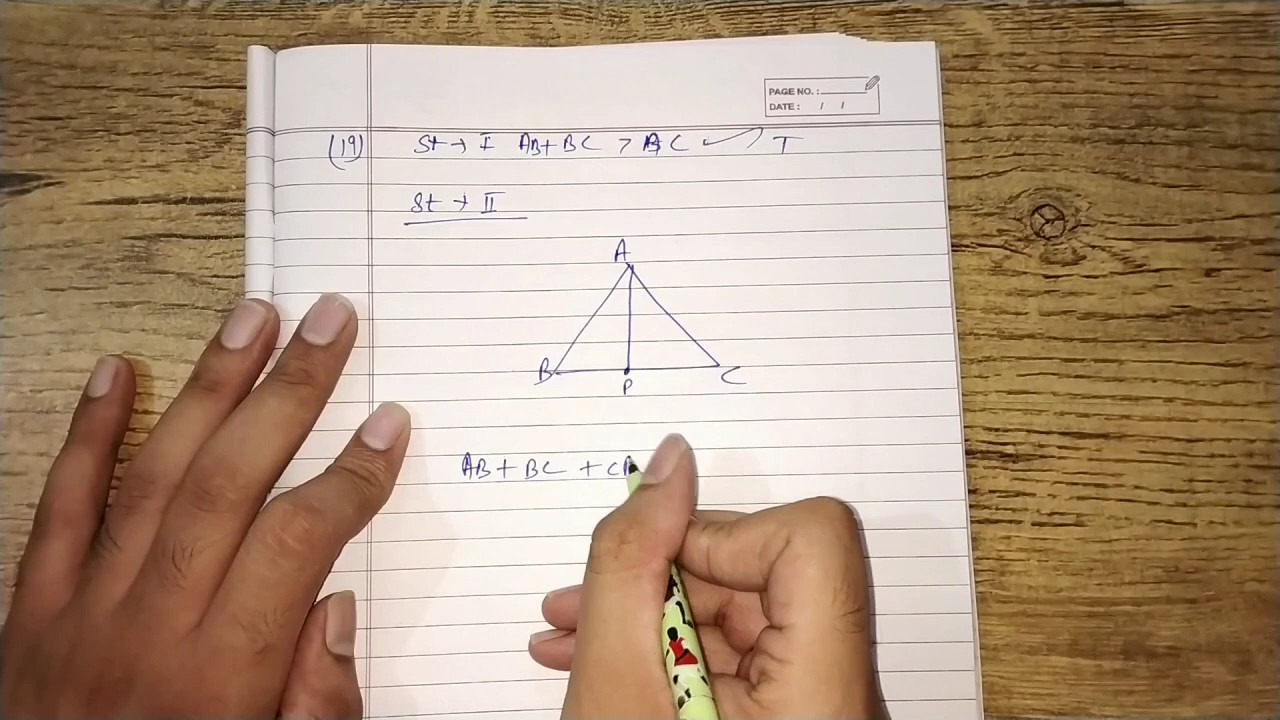 PAGE NO. :
DATE : / /
(19) St → I AB + BC > AC ✓ T
St → II
A
B P C
AB + BC + C